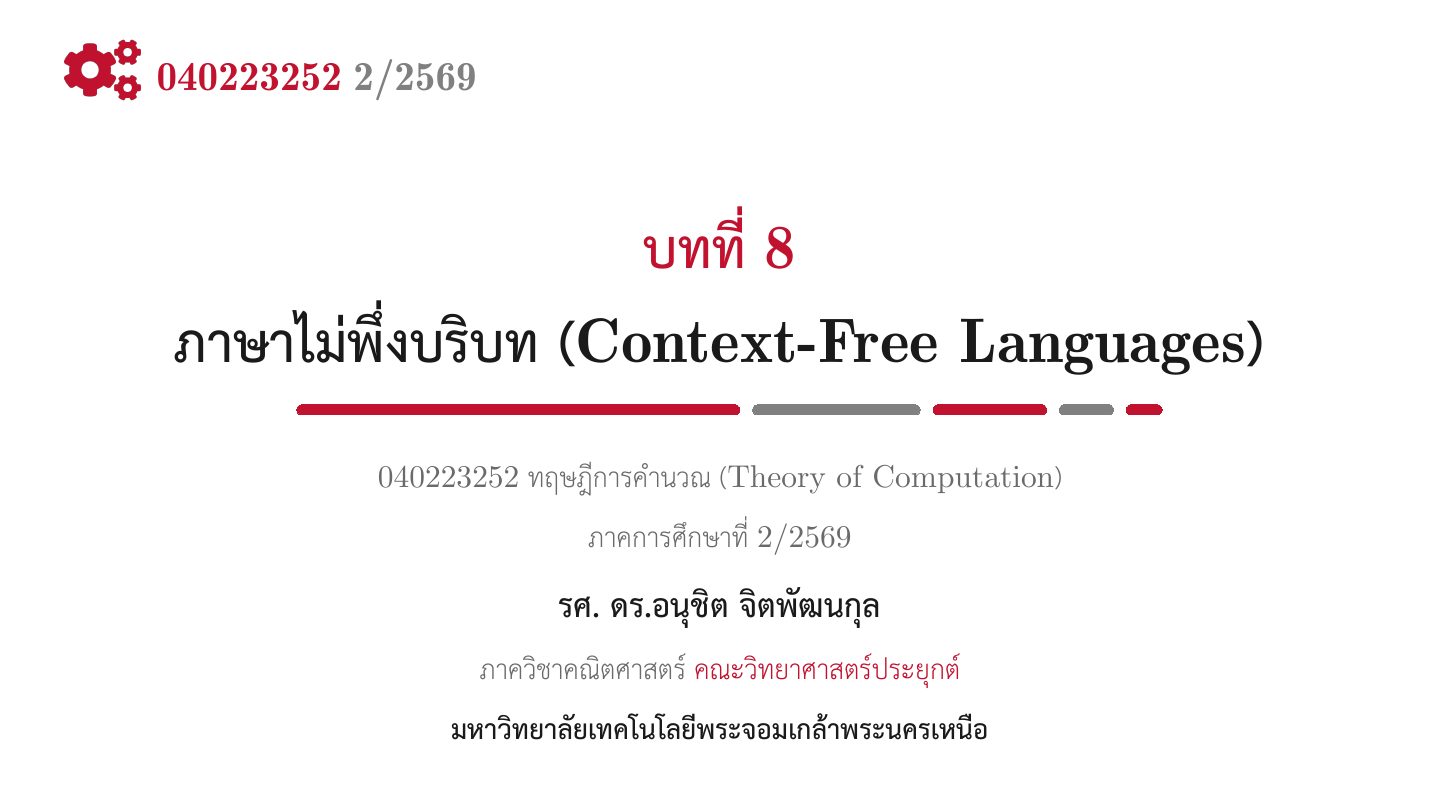 040223252 2/2569
บทที่ 8
ภาษาไม่พึ่งบริบท (Context-Free Languages)
040223252 ทฤษฎีการคำนวณ (Theory of Computation)
ภาคการศึกษาที่ 2/2569
รศ. ดร.อนุชิต จิตพัฒนกุล
ภาควิชาคณิตศาสตร์ คณะวิทยาศาสตร์ประยุกต์
มหาวิทยาลัยเทคโนโลยีพระจอมเกล้าพระนครเหนือ